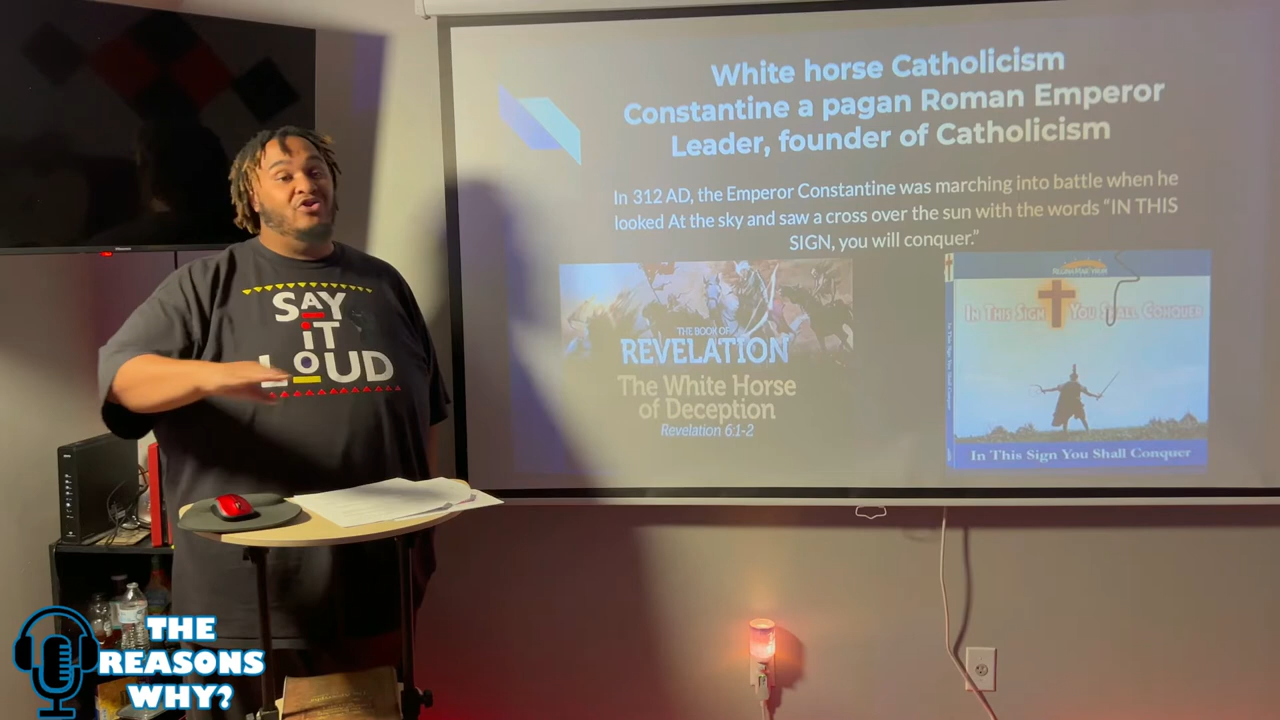 White horse Catholicism
Constantine a pagan Roman Emperor
Leader, founder of Catholicism
In 312 AD, the Emperor Constantine was marching into battle when he
looked At the sky and saw a cross over the sun with the words "IN THIS
SIGN, you will conquer."
THE BOOK OF
REVELATION
The White Horse
of Deception
Revelation 6:1-2
IN THIS SIGN YOU SHALL CONQUER
In This Sign You Shall Conquer
SAY
iT
LOUD
THE
REASONS
WHY?